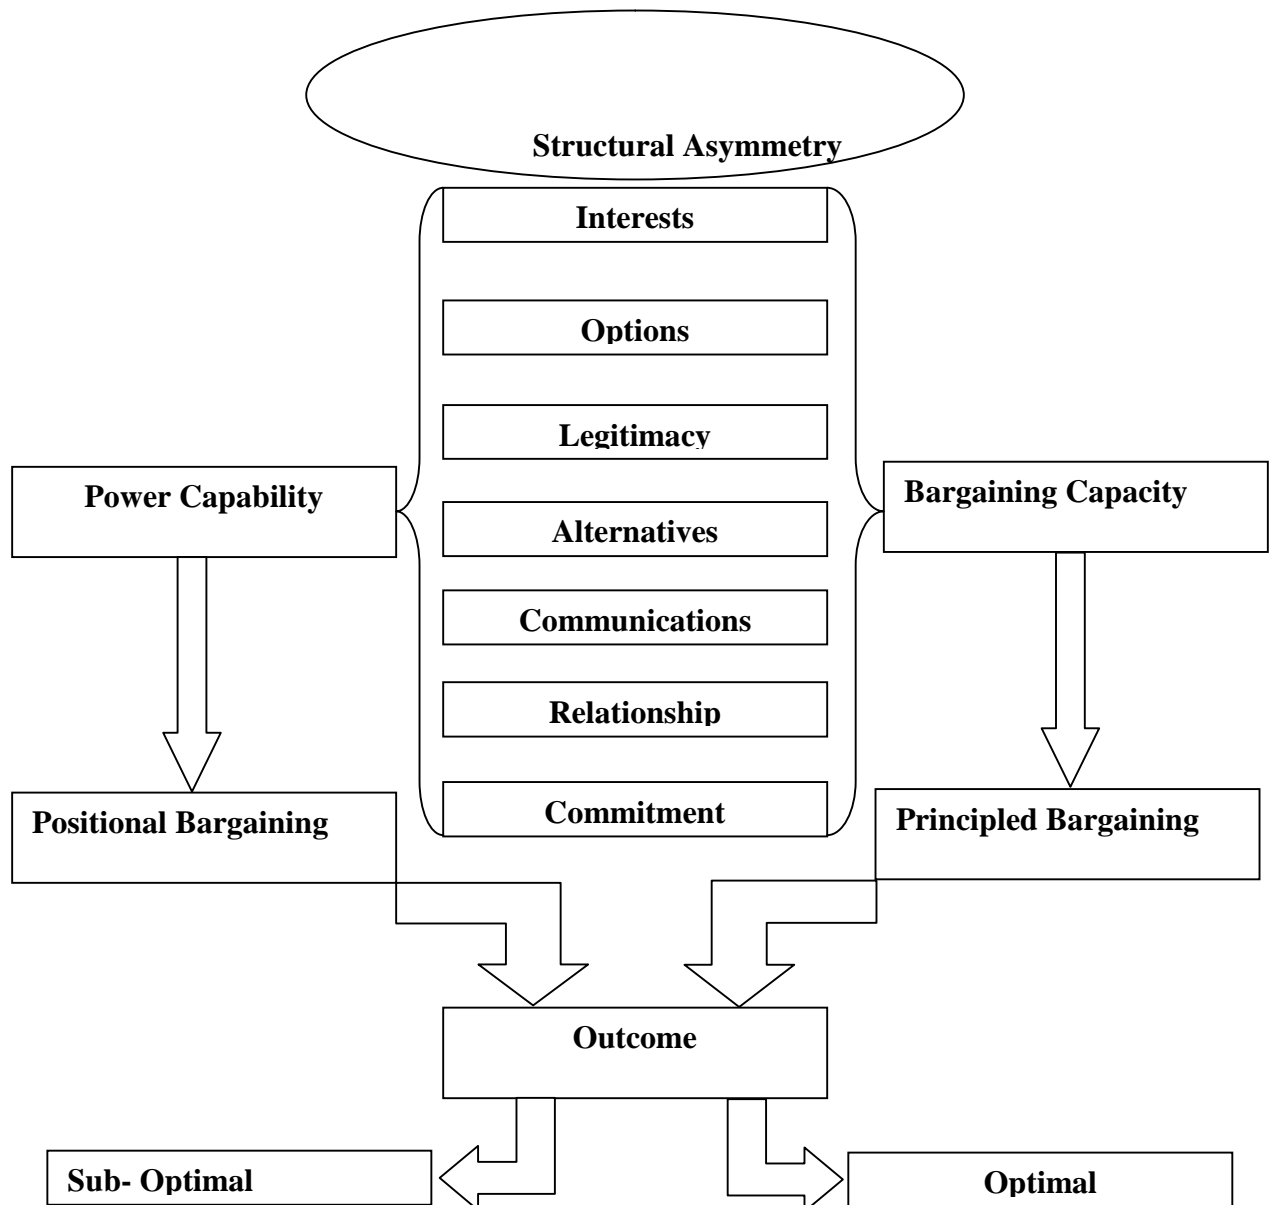 Structural Asymmetry
Interests
Options
Legitimacy
Power Capability
Bargaining Capacity
Alternatives
Communications
Relationship
Commitment
Positional Bargaining
Principled Bargaining
Outcome
Sub- Optimal
Optimal